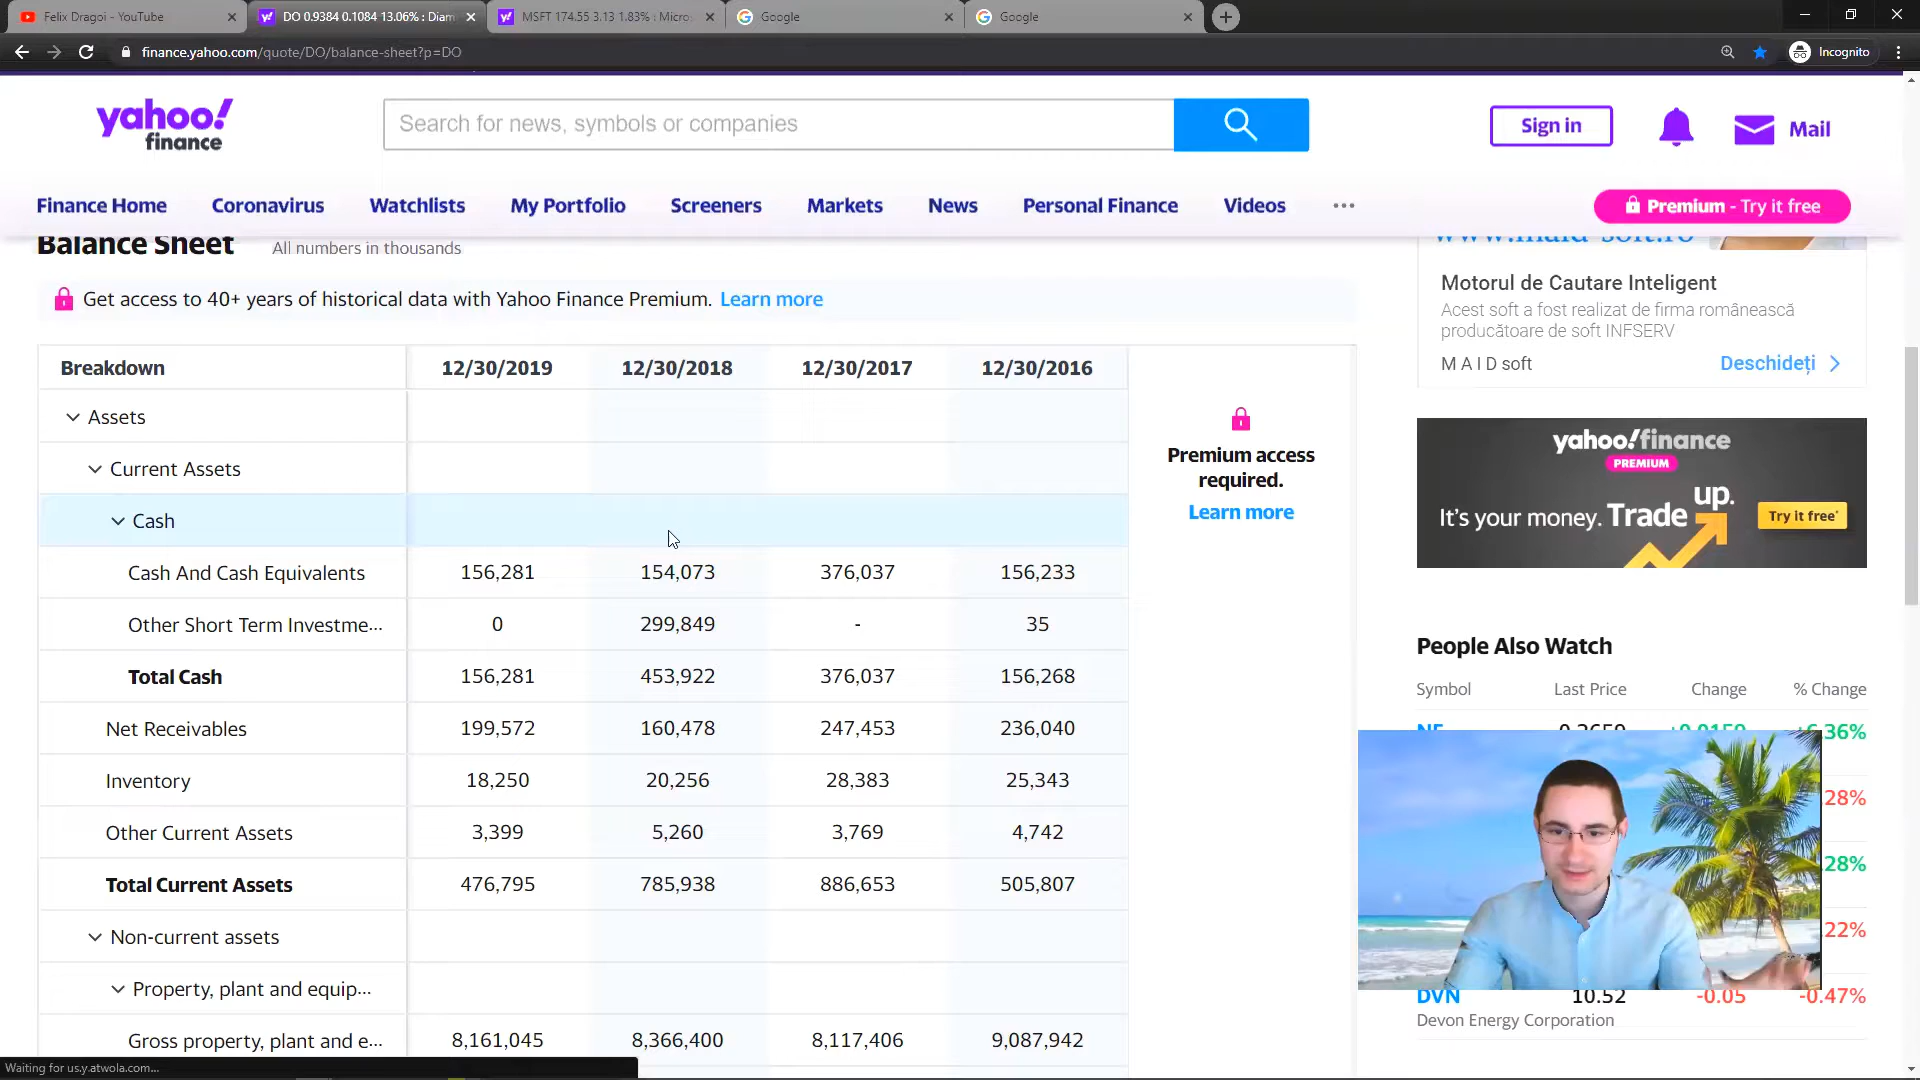 Felix Dragoi - YouTube
DO 0.9384 0.1084 13.06% : Diam
MSFT 174.55 3.13 1.83% : Micro
Google
Google
finance.yahoo.com/quote/DO/balance-sheet?p=DO
Incognito
yahoo!
finance
Search for news, symbols or companies
Sign in
Mail
Finance Home
Coronavirus
Watchlists
My Portfolio
Screeners
Markets
News
Personal Finance
Videos
Premium - Try it free
Balance Sheet
All numbers in thousands
Get access to 40+ years of historical data with Yahoo Finance Premium. Learn more
Breakdown 12/30/2019 12/30/2018 12/30/2017 12/30/2016
Assets
Current Assets
Cash
Cash And Cash Equivalents 156,281 154,073 376,037 156,233
Other Short Term Investme... 0 299,849 - 35
Total Cash 156,281 453,922 376,037 156,268
Net Receivables 199,572 160,478 247,453 236,040
Inventory 18,250 20,256 28,383 25,343
Other Current Assets 3,399 5,260 3,769 4,742
Total Current Assets 476,795 785,938 886,653 505,807
Non-current assets
Property, plant and equip...
Gross property, plant and e... 8,161,045 8,366,400 8,117,406 9,087,942
Premium access
required.
Learn more
Motorul de Cautare Inteligent
Acest soft a fost realizat de firma românească
producătoare de soft INFSERV
M A I D soft
Deschideți
yahoo!finance
PREMIUM
It's your money. Trade up.
Try it free*
People Also Watch
Symbol Last Price Change % Change
36%
28%
28%
22%
DVN 10.52 -0.05 -0.47%
Devon Energy Corporation
Waiting for us.y.atwola.com...